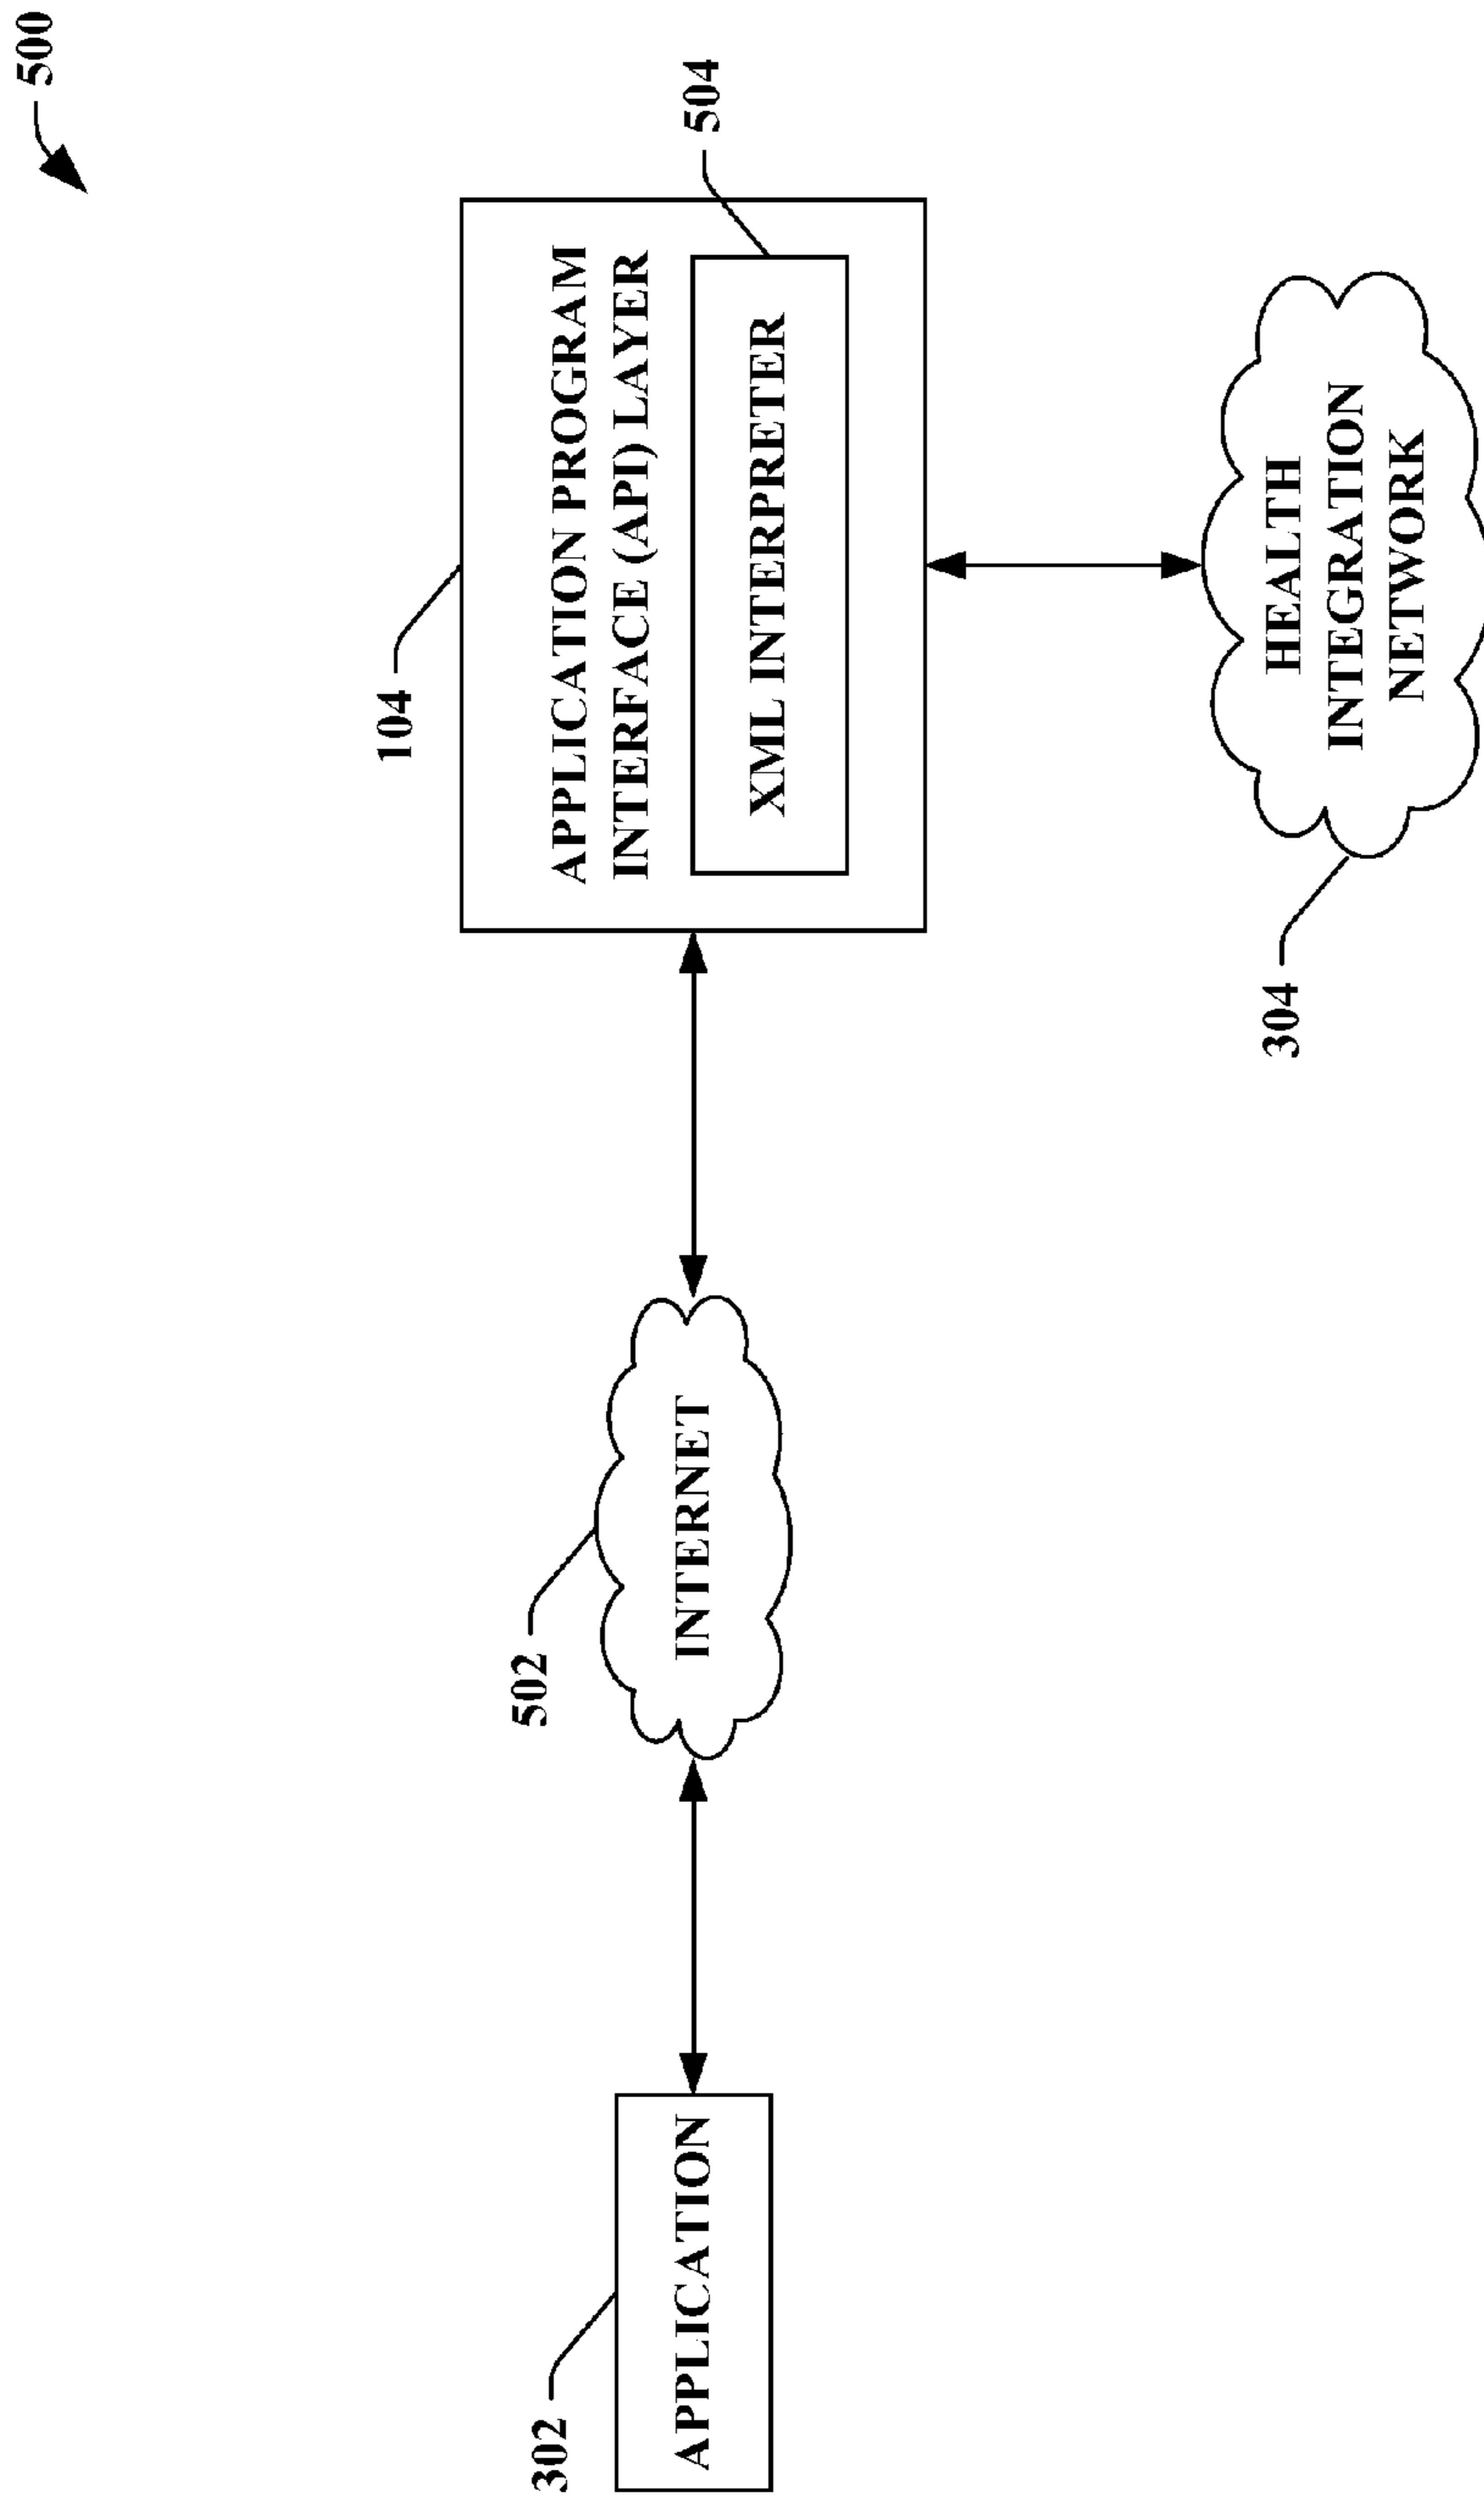 500
104
APPLICATION PROGRAM
INTERFACE (API) LAYER
504
XML INTERPRETER
502
INTERNET
302
APPLICATION
304
HEALTH
INTEGRATION
NETWORK